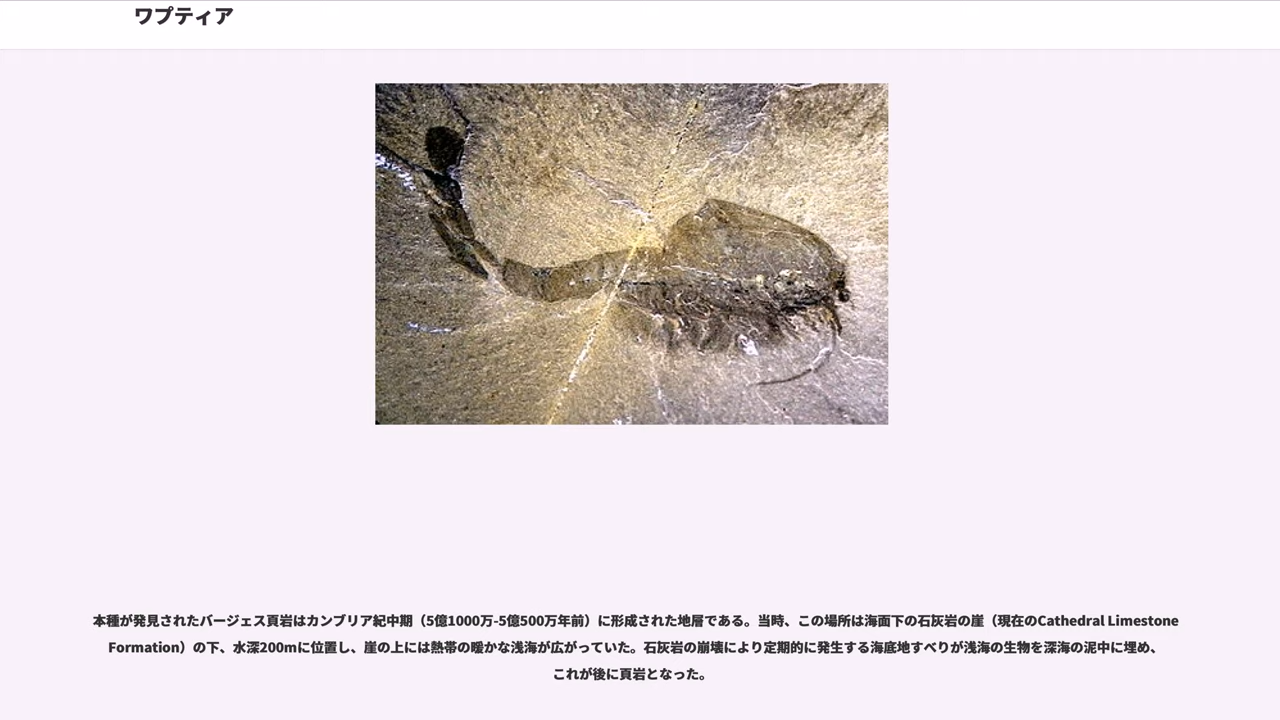 ワプティア
本種が発見されたバージェス頁岩はカンブリア紀中期（5億1000万-5億500万年前）に形成された地層である。当時、この場所は海面下の石灰岩の崖（現在のCathedral Limestone
Formation）の下、水深200mに位置し、崖の上には熱帯の暖かな浅海が広がっていた。石灰岩の崩壊により定期的に発生する海底地すべりが浅海の生物を深海の泥中に埋め、
これが後に頁岩となった。